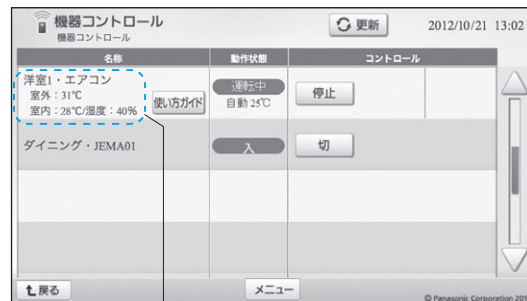 機器コントロール
機器コントロール
更新
2012/10/21 13:02
名称 動作状態 コントロール
洋室1・エアコン
室外：31℃
室内：28℃/湿度：40%
使い方ガイド
運転中
自動 25℃
停止
ダイニング・JEMA01
入
切
戻る
メニュー
© Panasonic Corporation 201